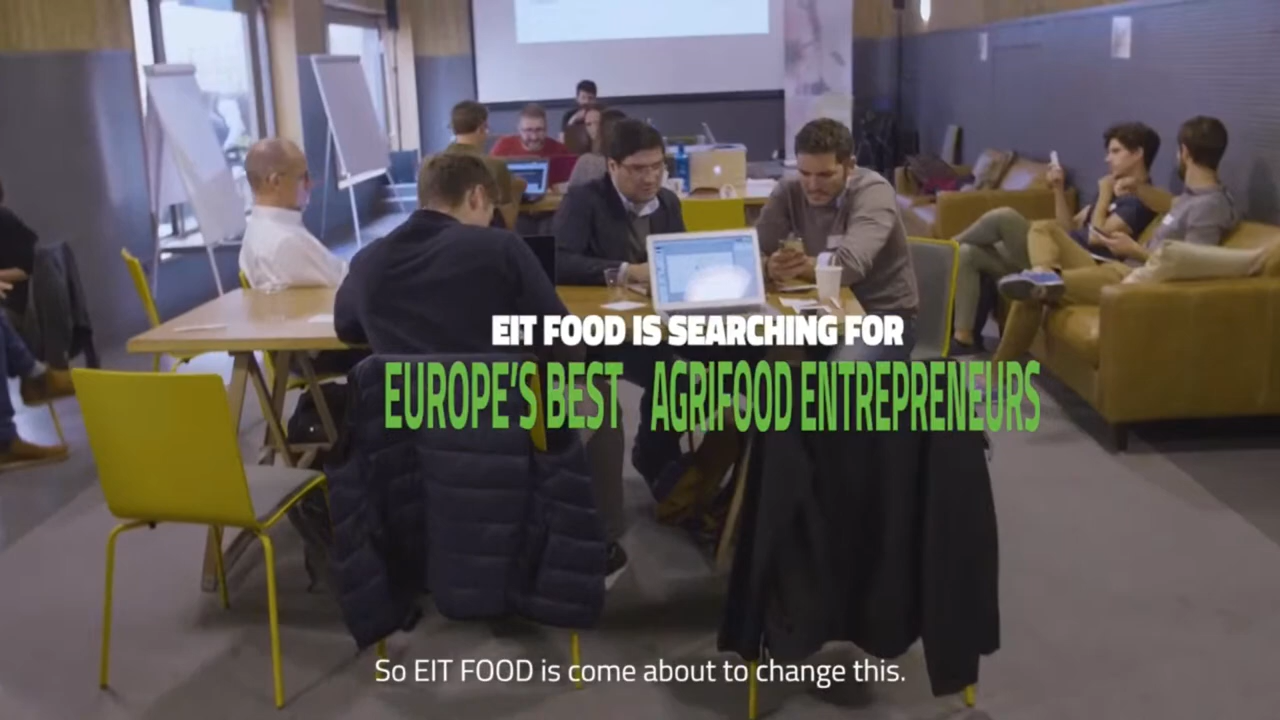 EIT FOOD IS SEARCHING FOR
EUROPE'S BEST AGRIFOOD ENTREPRENEURS
So EIT FOOD is come about to change this.